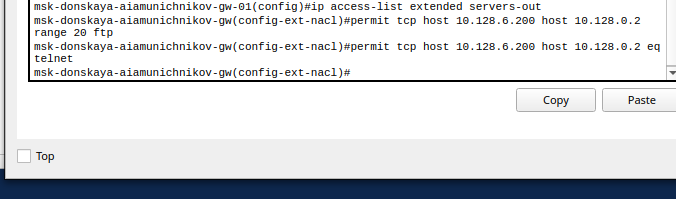 msk-donskaya-aiamunichnikov-gw-01(config)#ip access-list extended servers-out
msk-donskaya-aiamunichnikov-gw(config-ext-nacl)#permit tcp host 10.128.6.200 host 10.128.0.2
range 20 ftp
msk-donskaya-aiamunichnikov-gw(config-ext-nacl)#permit tcp host 10.128.6.200 host 10.128.0.2 eq
telnet
msk-donskaya-aiamunichnikov-gw(config-ext-nacl)#
Copy
Paste
Top